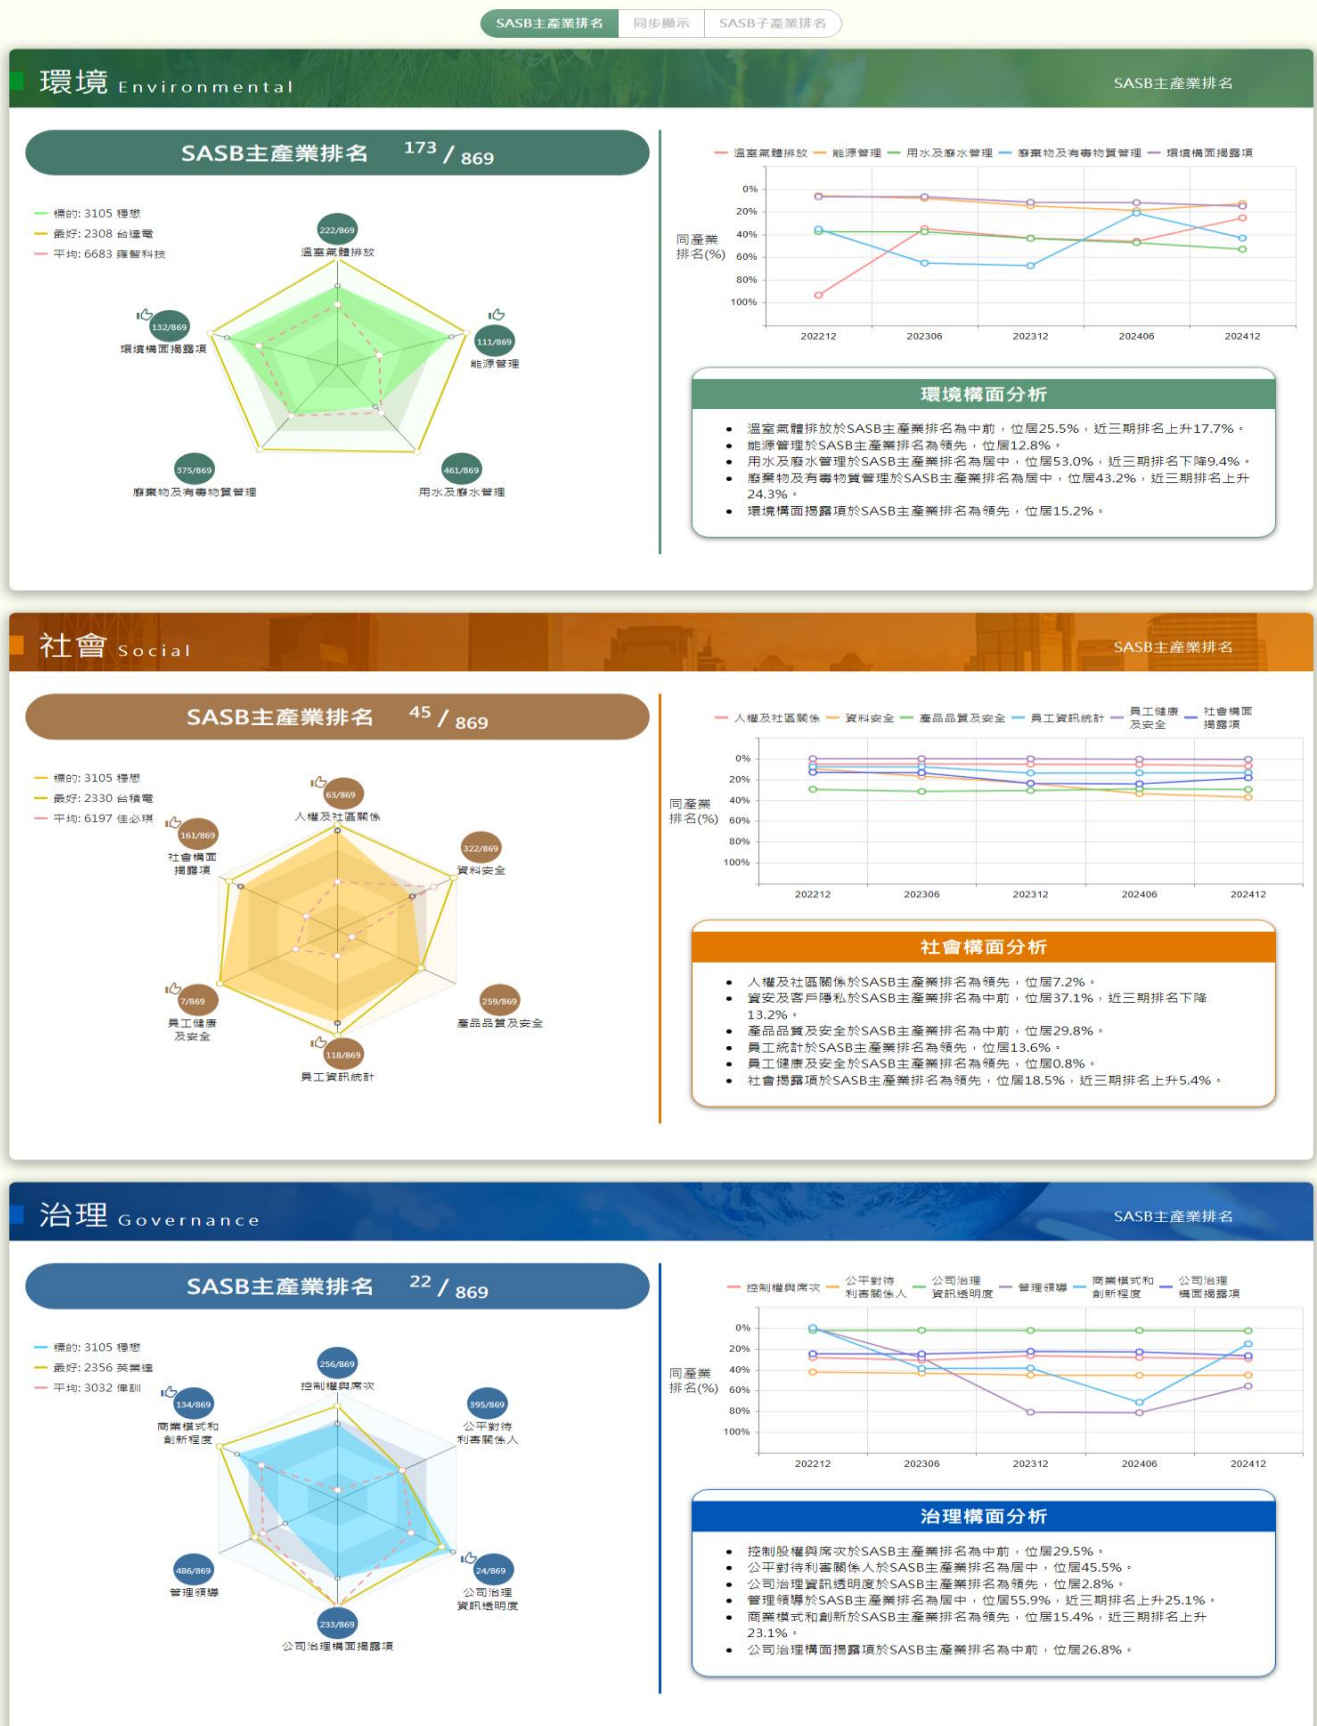 SASB主產業排名 同步顯示 SASB子產業排名
環境 Environmental
SASB主產業排名
SASB主產業排名 173 / 869
標的: 3105 穩懋
最好: 2308 台達電
平均: 6683 雍智科技
222/869
溫室氣體排放
132/869
環境構面揭露項
111/869
能源管理
375/869
廢棄物及有毒物質管理
461/869
用水及廢水管理
溫室氣體排放 能源管理 用水及廢水管理 廢棄物及有毒物質管理 環境構面揭露項
同產業
排名(%)
0%
20%
40%
60%
80%
100%
202212 202306 202312 202406 202412
環境構面分析
• 溫室氣體排放於SASB主產業排名為中前，位居25.5%，近三期排名上升17.7%。
• 能源管理於SASB主產業排名為領先，位居12.8%。
• 用水及廢水管理於SASB主產業排名為居中，位居53.0%，近三期排名下降9.4%。
• 廢棄物及有毒物質管理於SASB主產業排名為居中，位居43.2%，近三期排名上升
24.3%。
• 環境構面揭露項於SASB主產業排名為領先，位居15.2%。
社會 Social
SASB主產業排名
SASB主產業排名 45 / 869
標的: 3105 穩懋
最好: 2330 台積電
平均: 6197 佳必琪
63/869
人權及社區關係
161/869
社會構面
揭露項
322/869
資料安全
7/869
員工健康
及安全
259/869
產品品質及安全
118/869
員工資訊統計
人權及社區關係 資料安全 產品品質及安全 員工資訊統計 員工健康
及安全 社會構面
揭露項
同產業
排名(%)
0%
20%
40%
60%
80%
100%
202212 202306 202312 202406 202412
社會構面分析
• 人權及社區關係於SASB主產業排名為領先，位居7.2%。
• 資安及客戶隱私於SASB主產業排名為中前，位居37.1%，近三期排名下降
13.2%。
• 產品品質及安全於SASB主產業排名為中前，位居29.8%。
• 員工統計於SASB主產業排名為領先，位居13.6%。
• 員工健康及安全於SASB主產業排名為領先，位居0.8%。
• 社會揭露項於SASB主產業排名為領先，位居18.5%，近三期排名上升5.4%。
治理 Governance
SASB主產業排名
SASB主產業排名 22 / 869
標的: 3105 穩懋
最好: 2356 英業達
平均: 3032 偉訓
256/869
控制權與席次
134/869
商業模式和
創新程度
395/869
公平對待
利害關係人
486/869
管理領導
24/869
公司治理
資訊透明度
233/869
公司治理構面揭露項
控制權與席次 公平對待
利害關係人 公司治理
資訊透明度 管理領導 商業模式和
創新程度 公司治理
構面揭露項
同產業
排名(%)
0%
20%
40%
60%
80%
100%
202212 202306 202312 202406 202412
治理構面分析
• 控制股權與席次於SASB主產業排名為中前，位居29.5%。
• 公平對待利害關係人於SASB主產業排名為居中，位居45.5%。
• 公司治理資訊透明度於SASB主產業排名為領先，位居2.8%。
• 管理領導於SASB主產業排名為居中，位居55.9%，近三期排名上升25.1%。
• 商業模式和創新於SASB主產業排名為領先，位居15.4%，近三期排名上升
23.1%。
• 公司治理構面揭露項於SASB主產業排名為中前，位居26.8%。